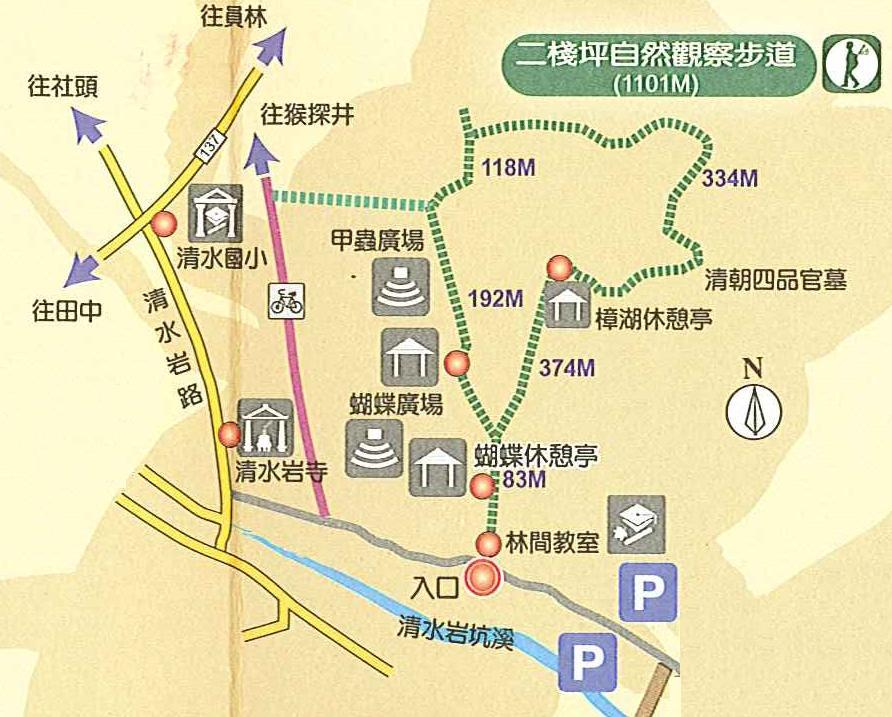 二棧坪自然觀察步道
(1101M)
往員林
往社頭
往猴探井
137
118M
334M
清水國小
甲蟲廣場
往田中
192M
清朝四品官墓
樟湖休憩亭
清水岩路
374M
N
蝴蝶廣場
蝴蝶休憩亭
清水岩寺
83M
林間教室
入口
P
清水岩坑溪
P